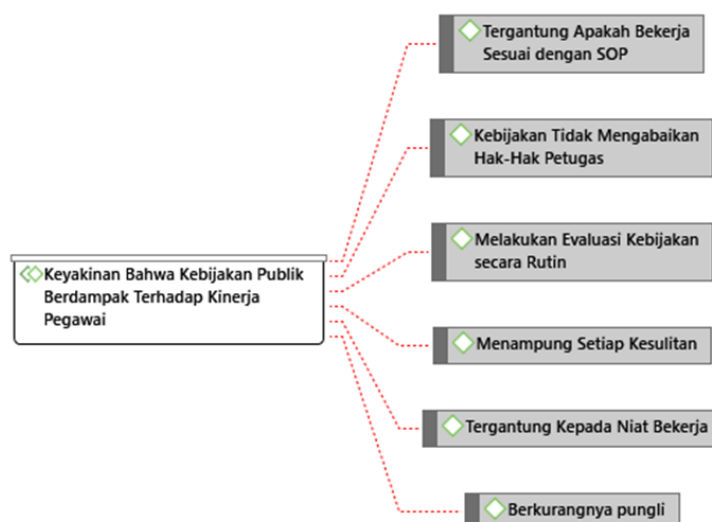 Tergantung Apakah Bekerja
Sesuai dengan SOP
Kebijakan Tidak Mengabaikan
Hak-Hak Petugas
Melakukan Evaluasi Kebijakan
secara Rutin
Keyakinan Bahwa Kebijakan Publik
Berdampak Terhadap Kinerja
Pegawai
Menampung Setiap Kesulitan
Tergantung Kepada Niat Bekerja
Berkurangnya pungli